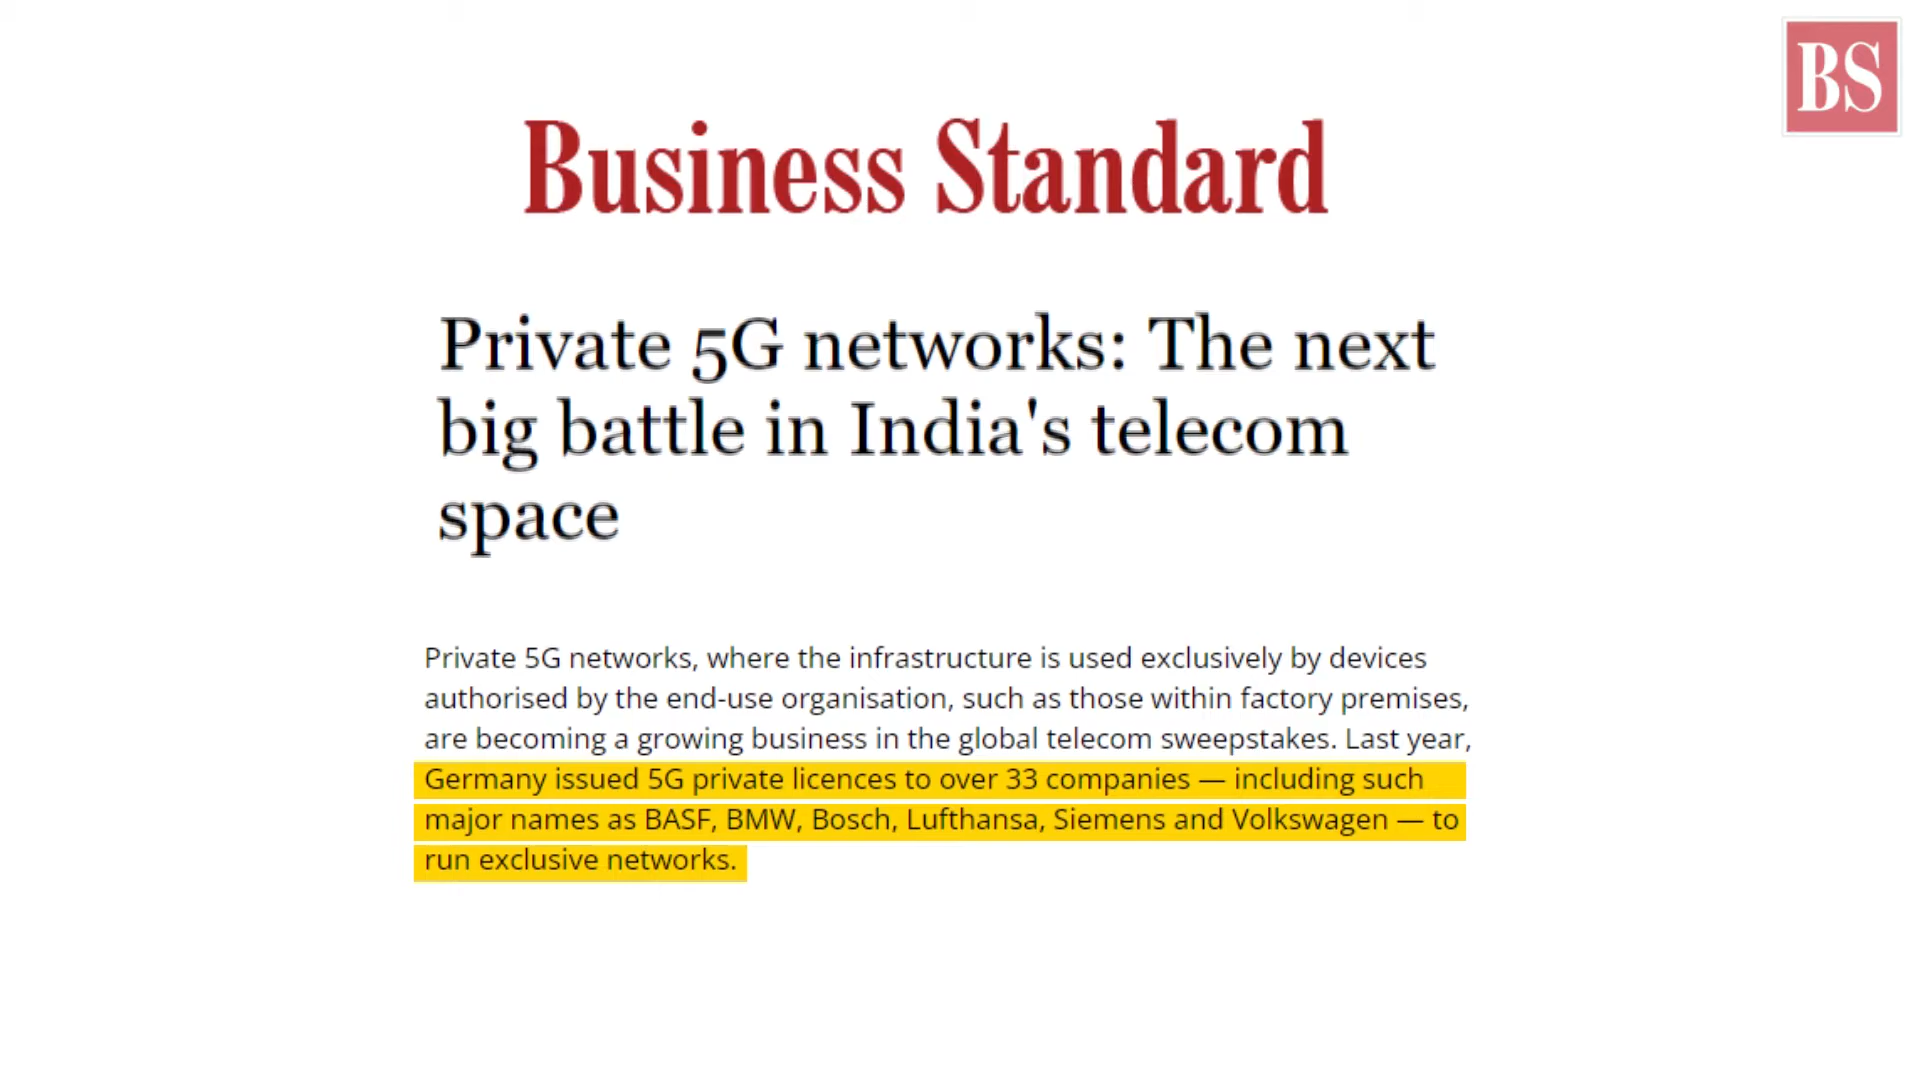 BS
Business Standard
Private 5G networks: The next
big battle in India's telecom
space
Private 5G networks, where the infrastructure is used exclusively by devices
authorised by the end-use organisation, such as those within factory premises,
are becoming a growing business in the global telecom sweepstakes. Last year,
Germany issued 5G private licences to over 33 companies — including such
major names as BASF, BMW, Bosch, Lufthansa, Siemens and Volkswagen — to
run exclusive networks.